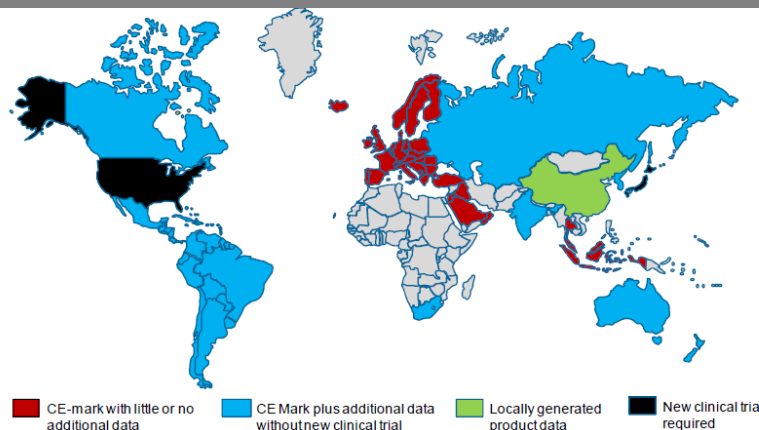 CE-mark with little or no
additional data
CE Mark plus additional data
without new clinical trial
Locally generated
product data
New clinical tria
required